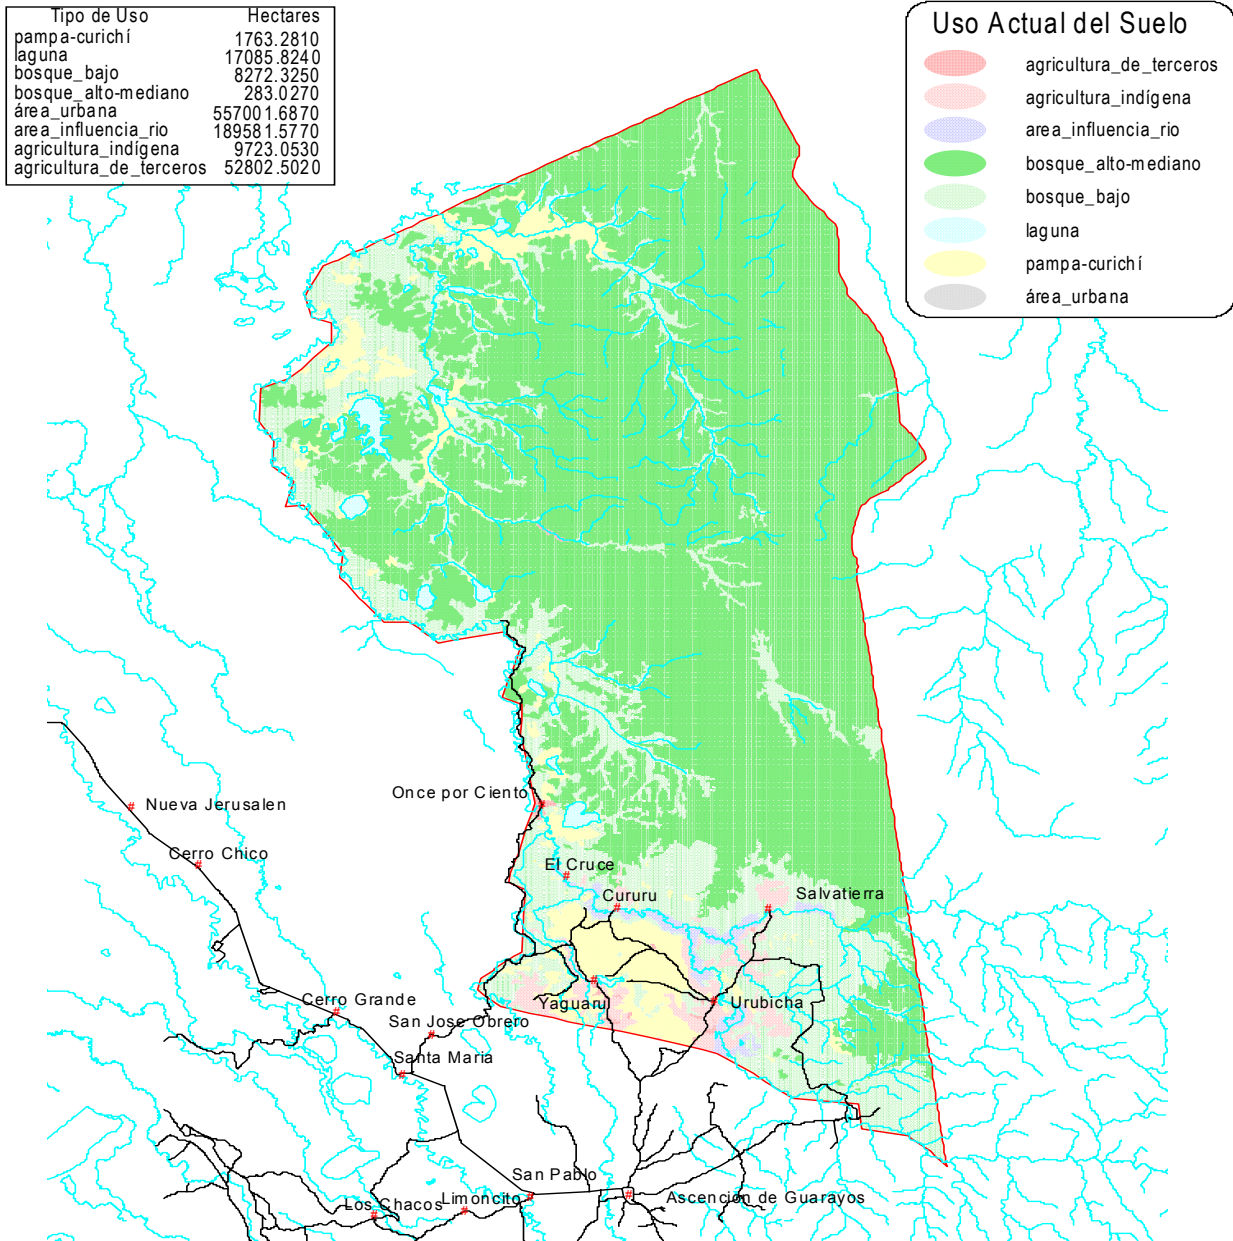 Tipo de Uso Hectares
pampa-curichí 1763.2810
laguna 17085.8240
bosque_bajo 8272.3250
bosque_alto-mediano 283.0270
área_urbana 557001.6870
area_influencia_rio 189581.5770
agricultura_indígena 9723.0530
agricultura_de_terceros 52802.5020
Uso Actual del Suelo
agricultura_de_terceros
agricultura_indígena
area_influencia_rio
bosque_alto-mediano
bosque_bajo
laguna
pampa-curichí
área_urbana
Once por Ciento
Nueva Jerusalen
Cerro Chico
El Cruce
Cururu
Salvatierra
Yaguarú
Urubicha
Cerro Grande
San Jose Obrero
Santa María
San Pablo
Los Chacos
Limoncito
Ascención de Guarayos